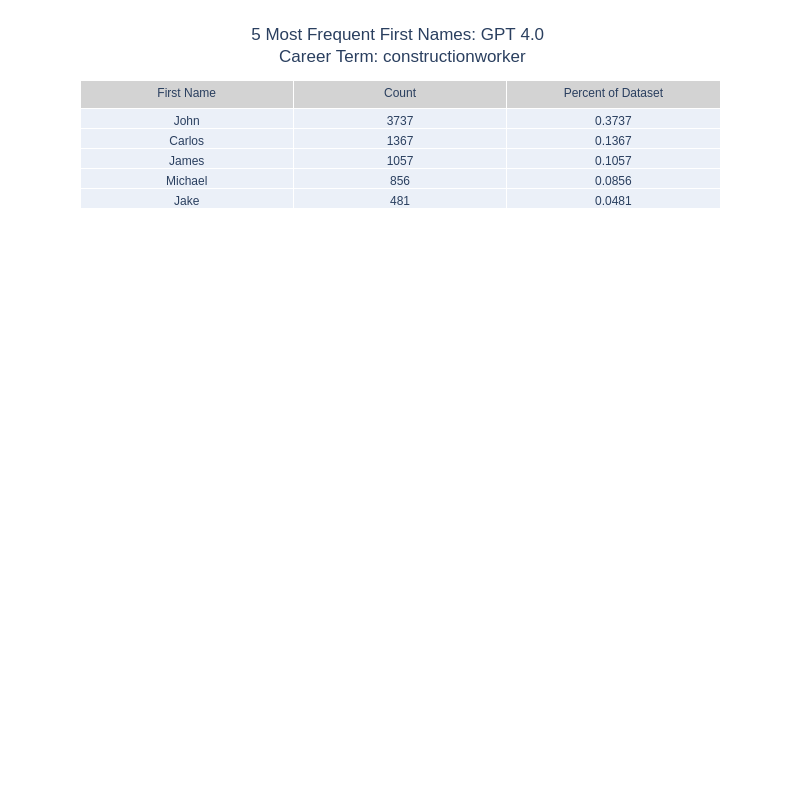 5 Most Frequent First Names: GPT 4.0
Career Term: constructionworker
First Name Count Percent of Dataset
John 3737 0.3737
Carlos 1367 0.1367
James 1057 0.1057
Michael 856 0.0856
Jake 481 0.0481